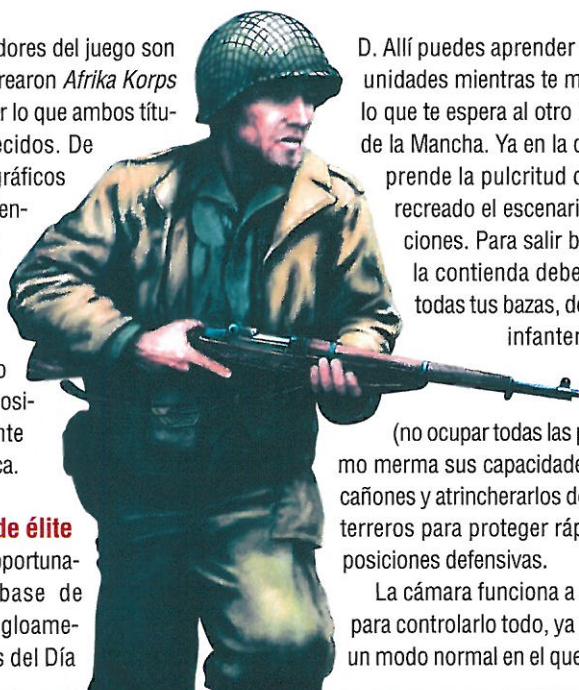 dores del juego son
rearon Afrika Korps
r lo que ambos títu-
ecidos. De
gráficos
en-
o
osi-
nte
ca.
de élite
oportuna-
base de
gloame-
s del Día
D. Allí puedes aprender
unidades mientras te m
lo que te espera al otro
de la Mancha. Ya en la c
prende la pulcritud c
recreado el escenari
ciones. Para salir b
la contienda debe
todas tus bazas, de
infanter
(no ocupar todas las p
mo merma sus capacidade
cañones y atrincherarlos de
terreros para proteger ráp
posiciones defensivas.
La cámara funciona a
para controlarlo todo, ya
un modo normal en el que